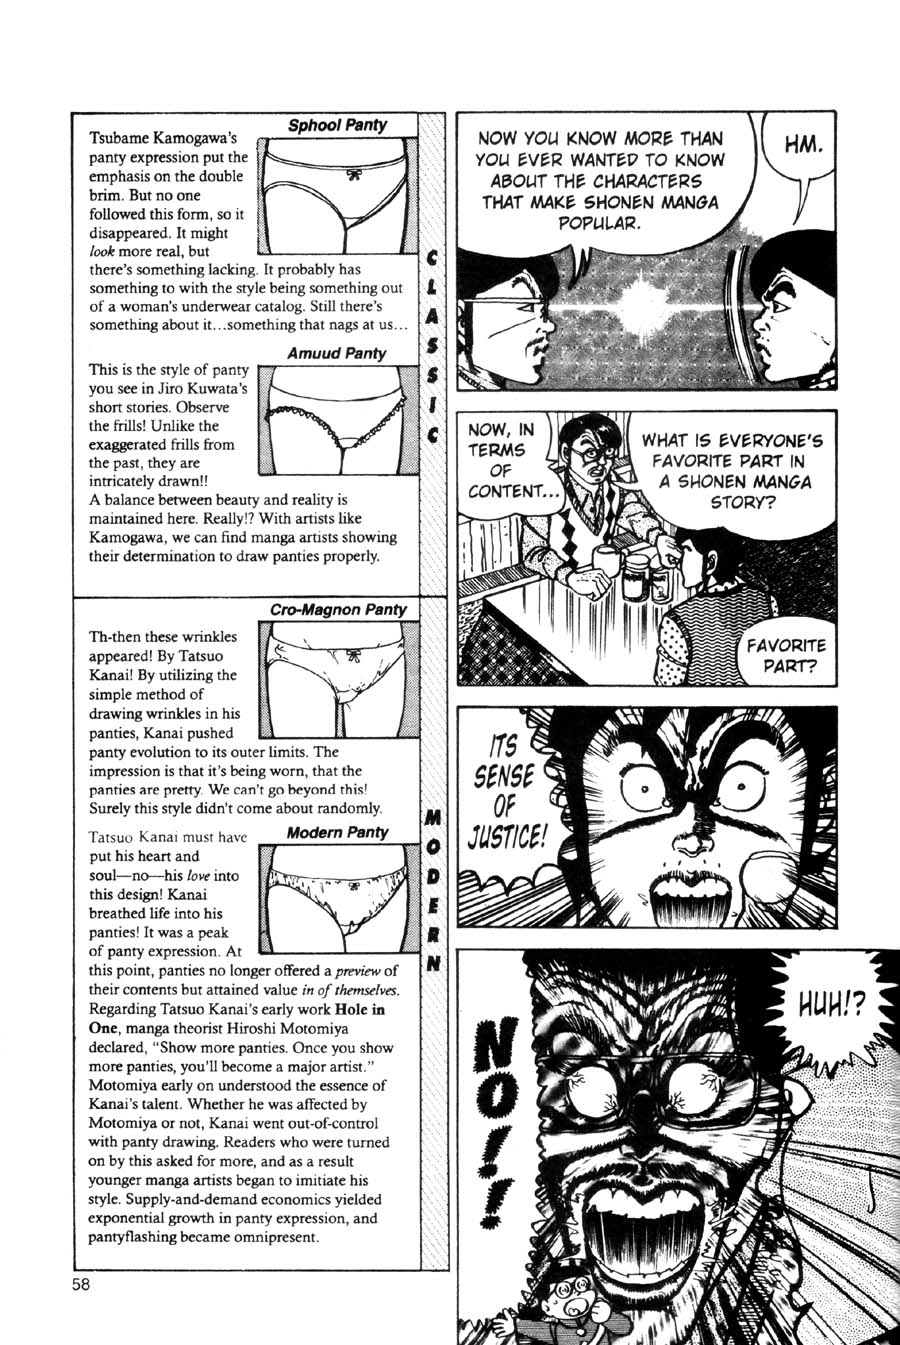 Sphool Panty
Tsubame Kamogawa's
panty expression put the
emphasis on the double
brim. But no one
followed this form, so it
disappeared. It might
look more real, but
there's something lacking. It probably has
something to with the style being something out
of a woman's underwear catalog. Still there's
something about it...something that nags at us...
Amuud Panty
This is the style of panty
you see in Jiro Kuwata's
short stories. Observe
the frills! Unlike the
exaggerated frills from
the past, they are
intricately drawn!!
A balance between beauty and reality is
maintained here. Really!? With artists like
Kamogawa, we can find manga artists showing
their determination to draw panties properly.
CLASSIC
Cro-Magnon Panty
Th-then these wrinkles
appeared! By Tatsuo
Kanai! By utilizing the
simple method of
drawing wrinkles in his
panties, Kanai pushed
panty evolution to its outer limits. The
impression is that it's being worn, that the
panties are pretty. We can't go beyond this!
Surely this style didn't come about randomly.
Modern Panty
Tatsuo Kanai must have
put his heart and
soul—no—his love into
this design! Kanai
breathed life into his
panties! It was a peak
of panty expression. At
this point, panties no longer offered a preview of
their contents but attained value in of themselves.
Regarding Tatsuo Kanai's early work Hole in
One, manga theorist Hiroshi Motomiya
declared, "Show more panties. Once you show
more panties, you'll become a major artist."
Motomiya early on understood the essence of
Kanai's talent. Whether he was affected by
Motomiya or not, Kanai went out-of-control
with panty drawing. Readers who were turned
on by this asked for more, and as a result
younger manga artists began to imitiate his
style. Supply-and-demand economics yielded
exponential growth in panty expression, and
pantyflashing became omnipresent.
MODERN
58
NOW YOU KNOW MORE THAN
YOU EVER WANTED TO KNOW
ABOUT THE CHARACTERS
THAT MAKE SHONEN MANGA
POPULAR.
HM.
NOW, IN
TERMS
OF
CONTENT...
WHAT IS EVERYONE'S
FAVORITE PART IN
A SHONEN MANGA
STORY?
FAVORITE
PART?
ITS
SENSE
OF
JUSTICE!
NO!!
HUH!?